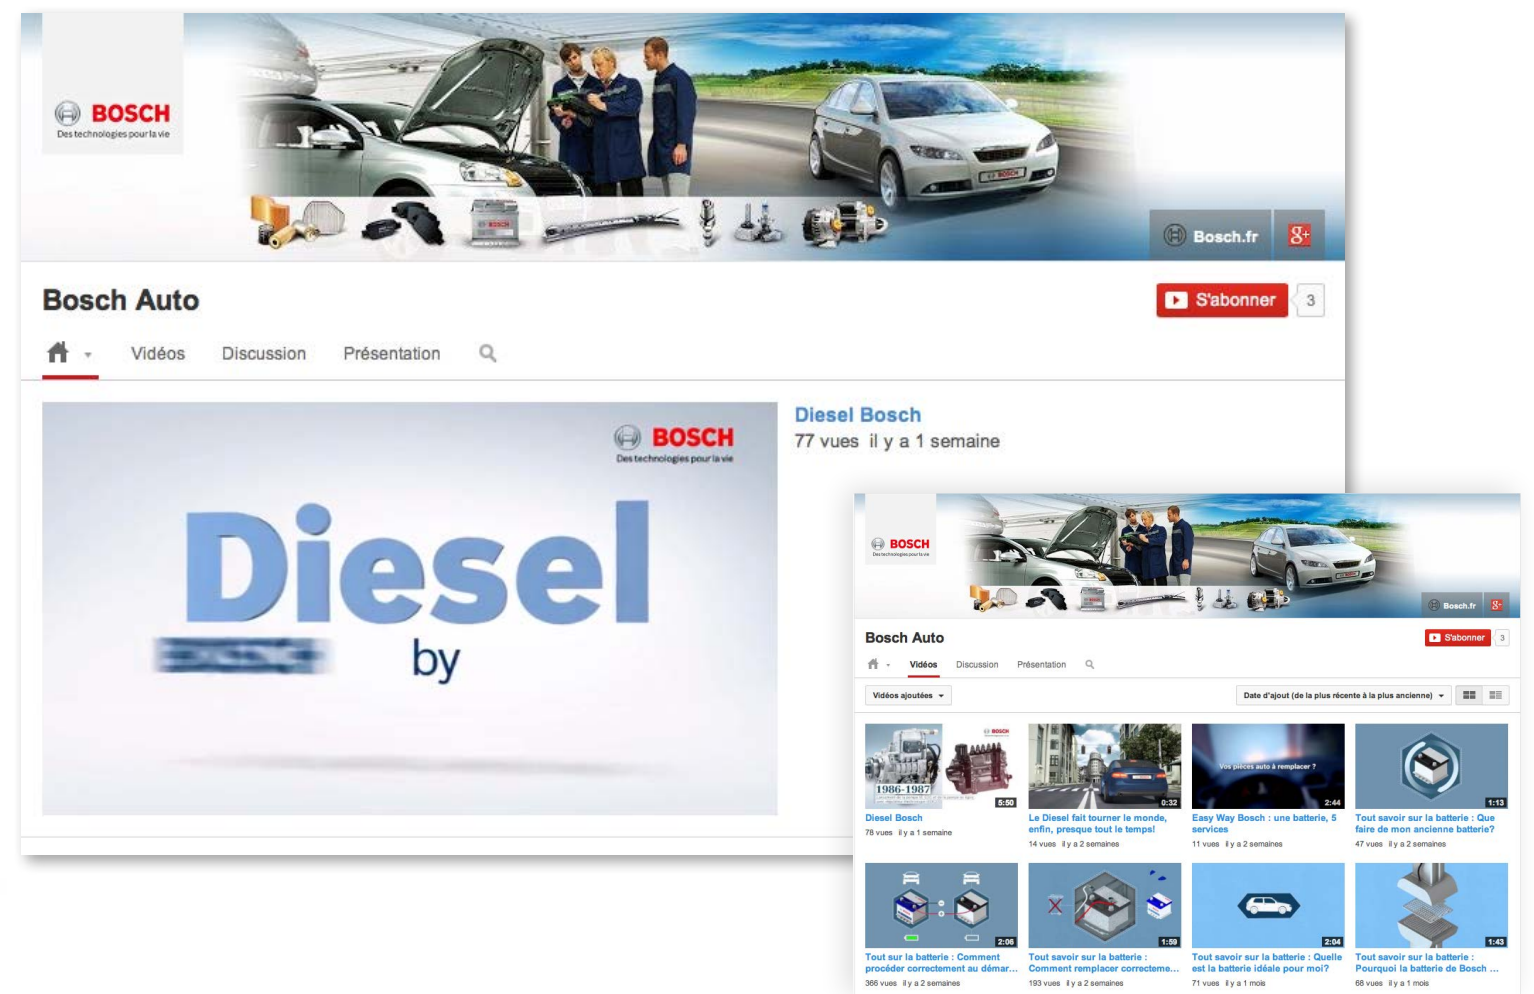 BOSCH
Des technologies pour la vie
BOSCH
Bosch.fr
g+
Bosch Auto
S'abonner
3
Vidéos
Discussion
Présentation
BOSCH
Des technologies pour la vie
Diesel
by
Diesel Bosch
77 vues il y a 1 semaine
BOSCH
Des technologies pour la vie
Bosch.fr
g+
Bosch Auto
S'abonner
3
Vidéos
Discussion
Présentation
Vidéos ajoutées
Date d'ajout (de la plus récente à la plus ancienne)
BOSCH
1986-1987
5:50
0:32
Vos pièces auto à remplacer ?
2:44
1:13
Diesel Bosch
78 vues il y a 1 semaine
Le Diesel fait tourner le monde,
enfin, presque tout le temps!
14 vues il y a 2 semaines
Easy Way Bosch : une batterie, 5
services
11 vues il y a 2 semaines
Tout savoir sur la batterie : Que
faire de mon ancienne batterie?
47 vues il y a 2 semaines
2:06
1:59
2:04
1:43
Tout sur la batterie : Comment
procéder correctement au démar...
366 vues il y a 2 semaines
Tout savoir sur la batterie :
Comment remplacer correcteme...
193 vues il y a 2 semaines
Tout savoir sur la batterie : Quelle
est la batterie idéale pour moi?
71 vues il y a 1 mois
Tout savoir sur la batterie :
Pourquoi la batterie de Bosch ...
68 vues il y a 1 mois